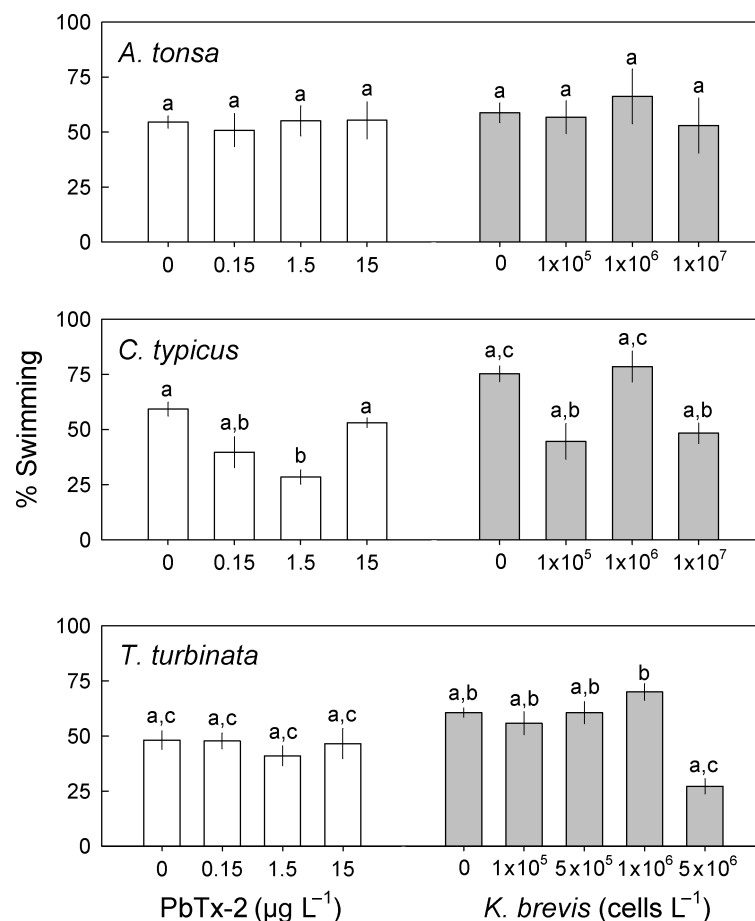 100
A. tonsa
75
50
25
0
a a a a a a a a
0 0.15 1.5 15 0 1x10⁵ 1x10⁶ 1x10⁷
% Swimming
100
C. typicus
75
50
25
0
a a,b b a a,c a,b a,c a,b
0 0.15 1.5 15 0 1x10⁵ 1x10⁶ 1x10⁷
100
T. turbinata
75
50
25
0
a,c a,c a,c a,c a,b a,b a,b b a,c
0 0.15 1.5 15 0 1x10⁵ 5x10⁵ 1x10⁶ 5x10⁶
PbTx-2 (µg L⁻¹) K. brevis (cells L⁻¹)